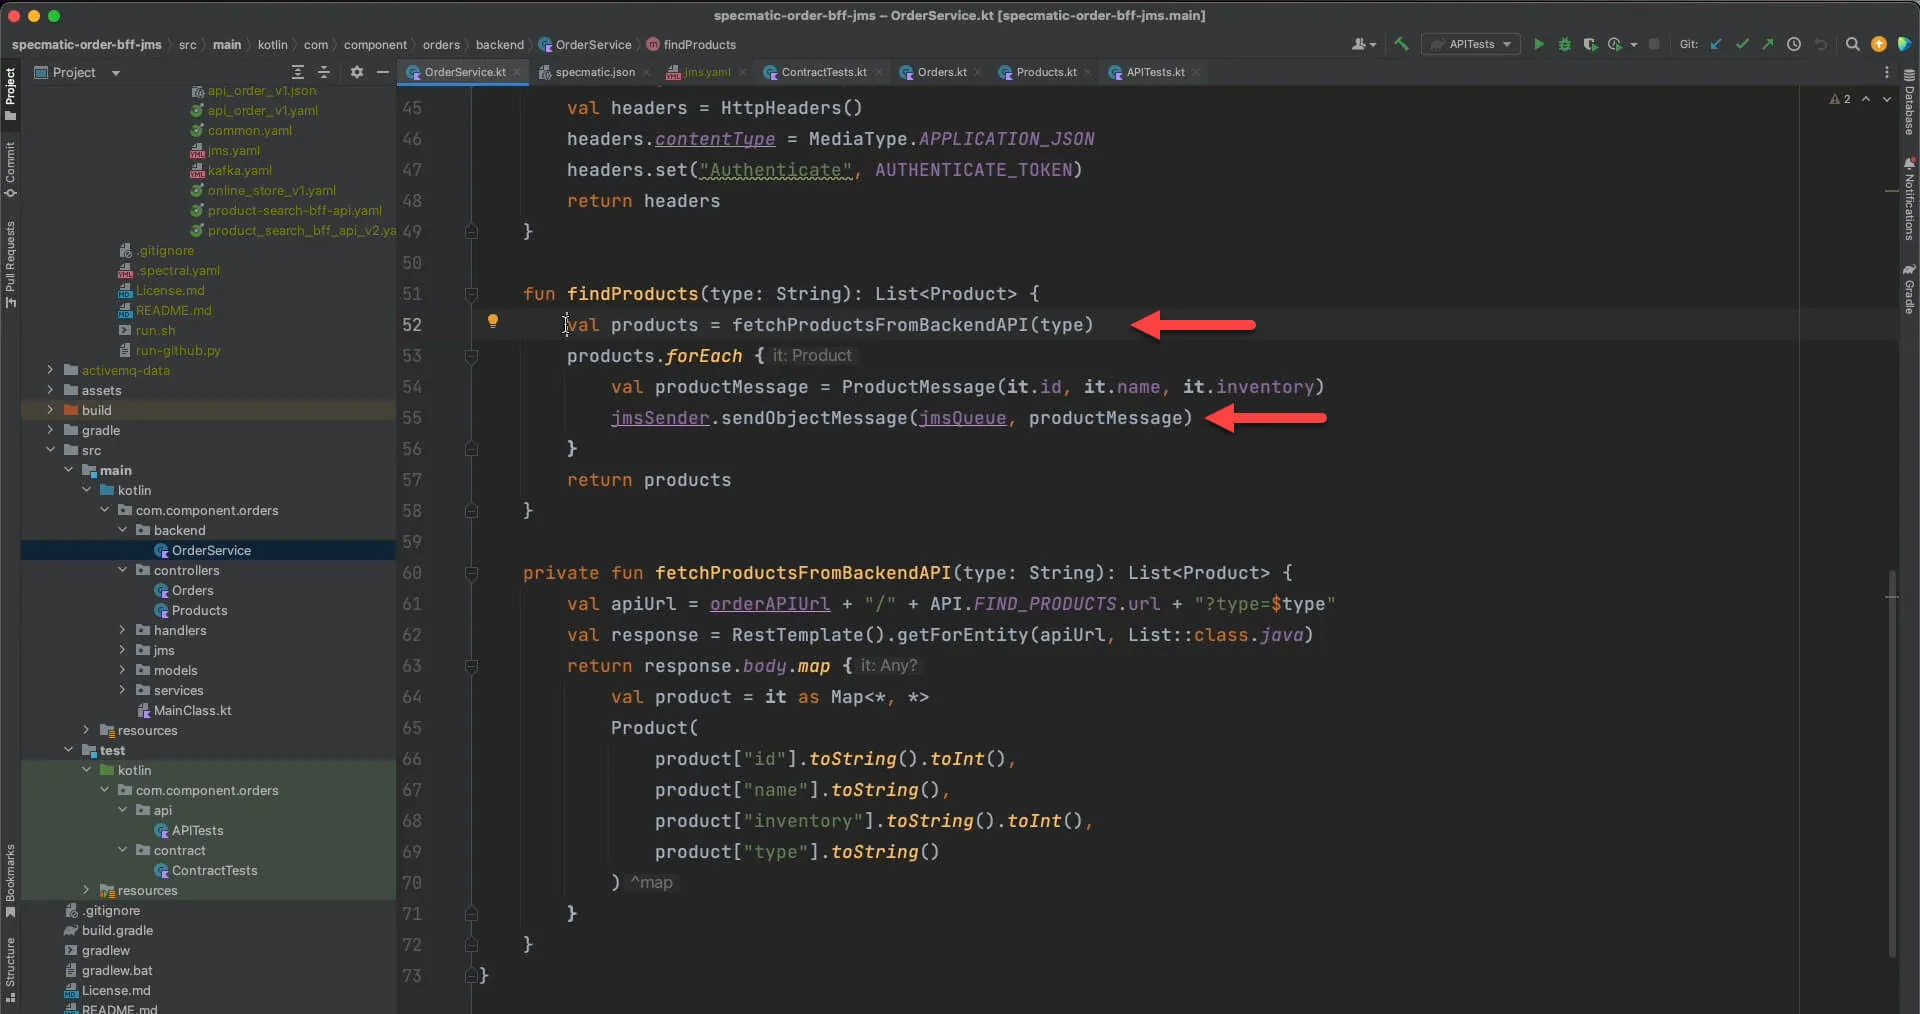 specmatic-order-bff-jms – OrderService.kt [specmatic-order-bff-jms.main]
specmatic-order-bff-jms src main kotlin com component orders backend OrderService findProducts
APITests
Git:
Project
OrderService.kt
specmatic.json
jms.yaml
ContractTests.kt
Orders.kt
Products.kt
APITests.kt
Project
Commit
Pull Requests
Bookmarks
Structure
api_order_v1.json
api_order_v1.yaml
common.yaml
jms.yaml
kafka.yaml
online_store_v1.yaml
product-search-bff-api.yaml
product_search_bff_api_v2.ya
.gitignore
.spectral.yaml
License.md
README.md
run.sh
run-github.py
activemq-data
assets
build
gradle
src
main
kotlin
com.component.orders
backend
OrderService
controllers
Orders
Products
handlers
jms
models
services
MainClass.kt
resources
test
kotlin
com.component.orders
api
APITests
contract
ContractTests
resources
.gitignore
build.gradle
gradlew
gradlew.bat
License.md
README.md
45 val headers = HttpHeaders()
46 headers.contentType = MediaType.APPLICATION_JSON
47 headers.set("Authenticate", AUTHENTICATE_TOKEN)
48 return headers
49 }
50
51 fun findProducts(type: String): List<Product> {
52 val products = fetchProductsFromBackendAPI(type)
53 products.forEach { it: Product
54 val productMessage = ProductMessage(it.id, it.name, it.inventory)
55 jmsSender.sendObjectMessage(jmsQueue, productMessage)
56 }
57 return products
58 }
59
60 private fun fetchProductsFromBackendAPI(type: String): List<Product> {
61 val apiUrl = orderAPIUrl + "/" + API.FIND_PRODUCTS.url + "?type=$type"
62 val response = RestTemplate().getForEntity(apiUrl, List::class.java)
63 return response.body.map { it: Any?
64 val product = it as Map<*, *>
65 Product(
66 product["id"].toString().toInt(),
67 product["name"].toString(),
68 product["inventory"].toString().toInt(),
69 product["type"].toString()
70 ) ^map
71 }
72 }
73 }
2
Database
Notifications
Gradle